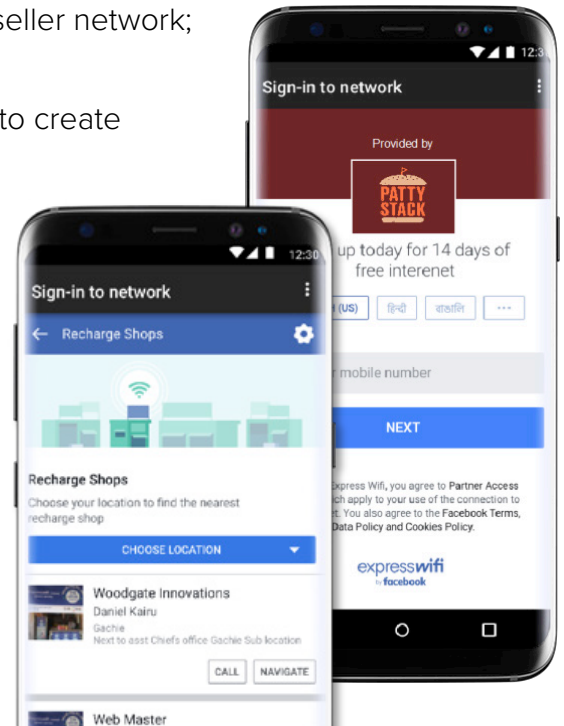 seller network;
to create
12:3
Sign-in to network
Provided by
PATTY
STACK
up today for 14 days of
free interenet
(US)
हिन्दी
...
mobile number
NEXT
Express Wifi, you agree to Partner Access
ich apply to your use of the connection to
t. You also agree to the Facebook Terms,
Data Policy and Cookies Policy.
expresswifi
by facebook
12:30
Sign-in to network
Recharge Shops
Recharge Shops
Choose your location to find the nearest
recharge shop
CHOOSE LOCATION
Woodgate Innovations
Daniel Kairu
Gachie
Next to asst Chiefs office Gachie Sub location
CALL
NAVIGATE
Web Master